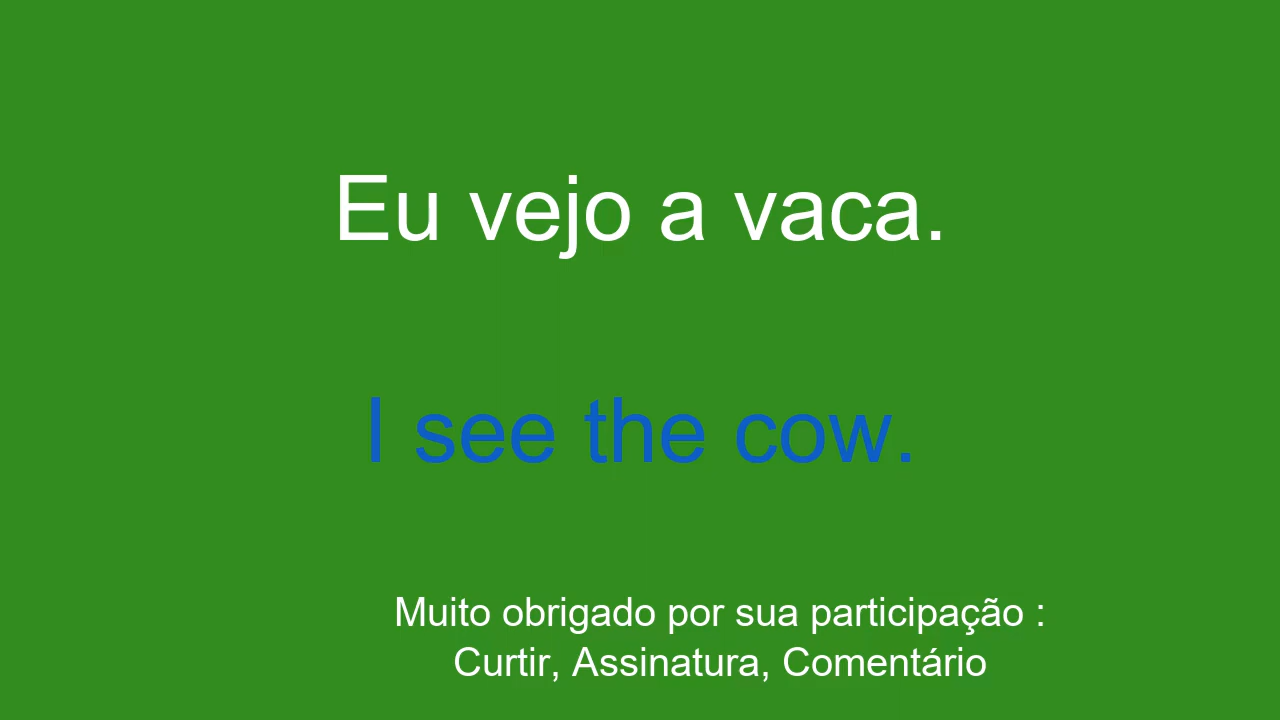 Eu vejo a vaca.
I see the cow.
Muito obrigado por sua participação :
Curtir, Assinatura, Comentário